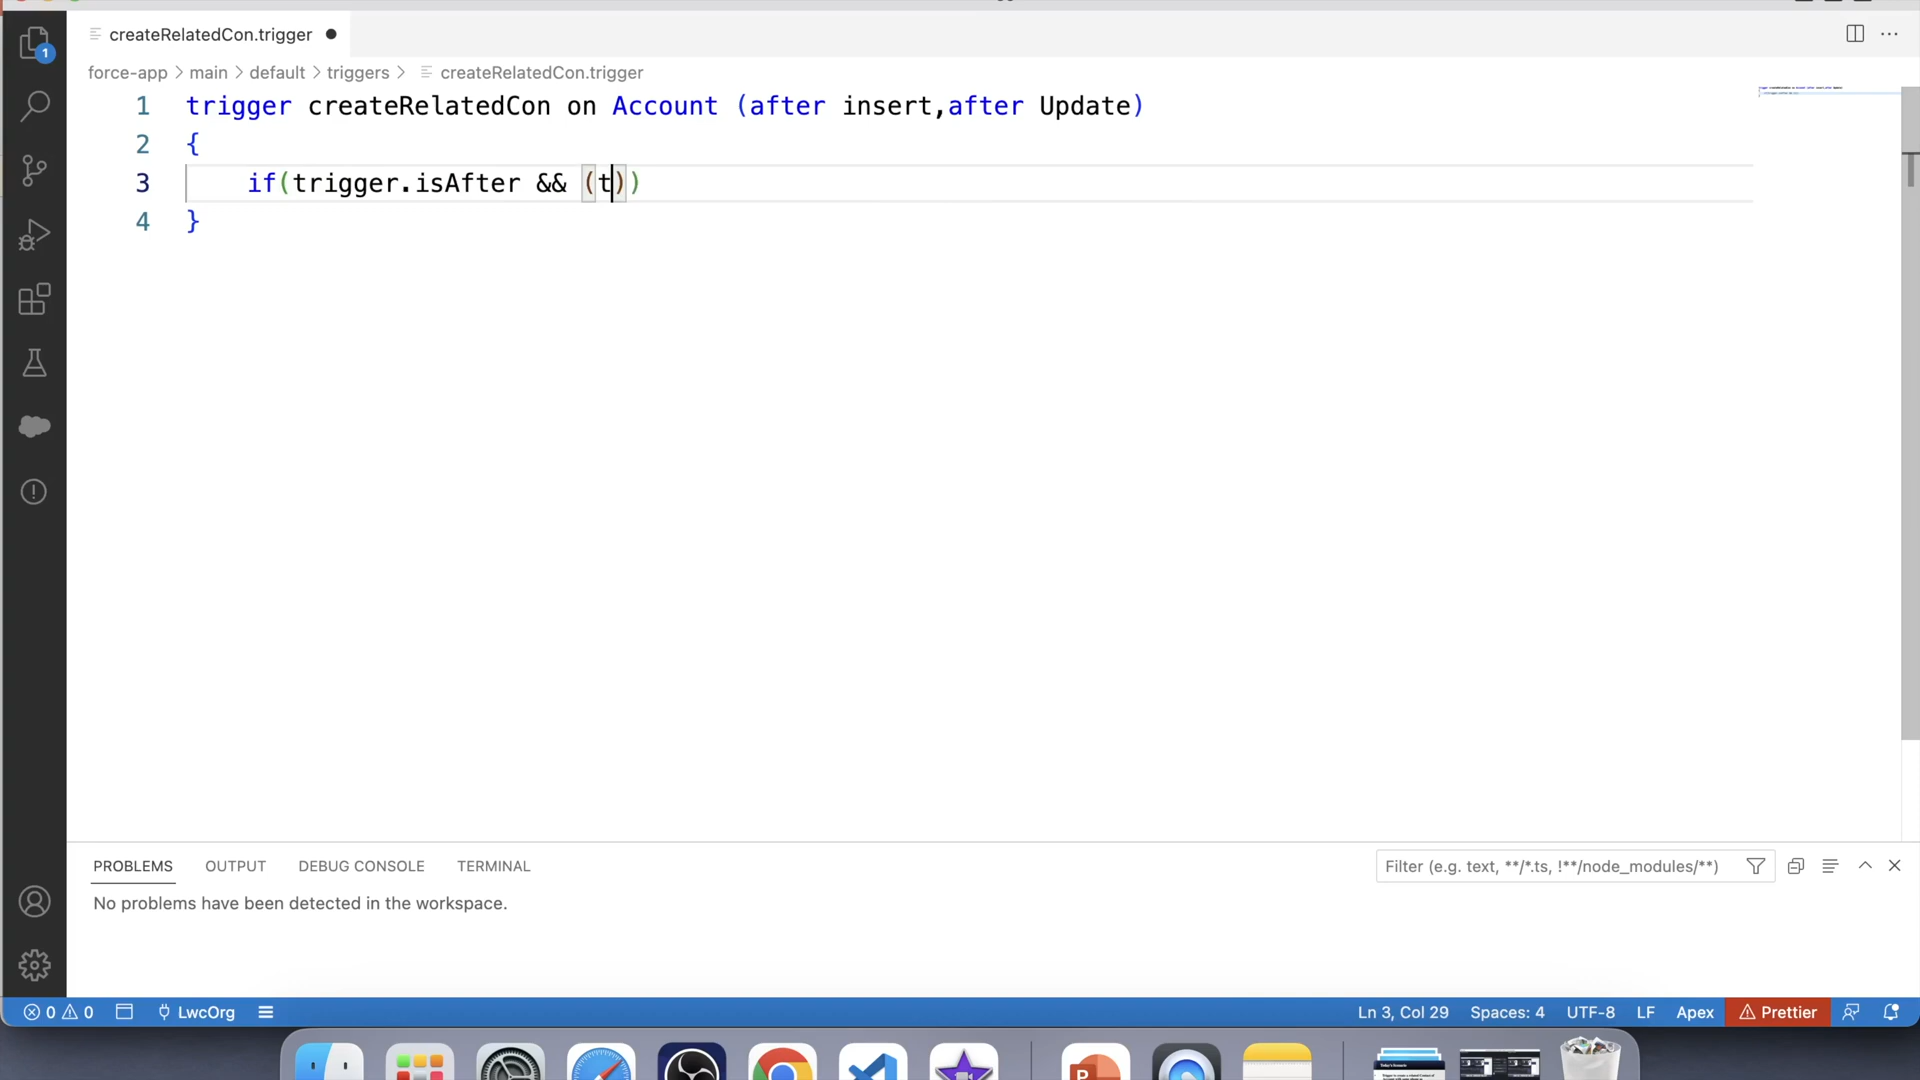 createRelatedCon.trigger
force-app > main > default > triggers > createRelatedCon.trigger
1 trigger createRelatedCon on Account (after insert,after Update)
2 {
3 if(trigger.isAfter && (t))
4 }
1
PROBLEMS OUTPUT DEBUG CONSOLE TERMINAL Filter (e.g. text, **/*.ts, !**/node_modules/**)
No problems have been detected in the workspace.
0 0 LwcOrg Ln 3, Col 29 Spaces: 4 UTF-8 LF Apex Prettier